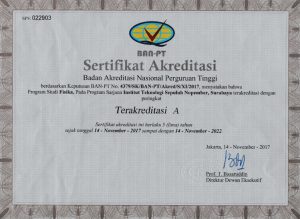 SPN: 022903
BAN-PT
Sertifikat Akreditasi
Badan Akreditasi Nasional Perguruan Tinggi
berdasarkan Keputusan BAN-PT No. 4379/SK/BAN-PT/Akred/S/XI/2017, menyatakan bahwa
Program Studi Fisika, Pada Program Sarjana Institut Teknologi Sepuluh Nopember, Surabaya terakreditasi dengan
peringkat
Terakreditasi A
Sertifikat akreditasi ini berlaku 5 (lima) tahun
sejak tanggal 14 - November - 2017 sampai dengan 14 - November - 2022
Jakarta, 14 - November - 2017
Prof. T. Basaruddin
Direktur Dewan Eksekutif